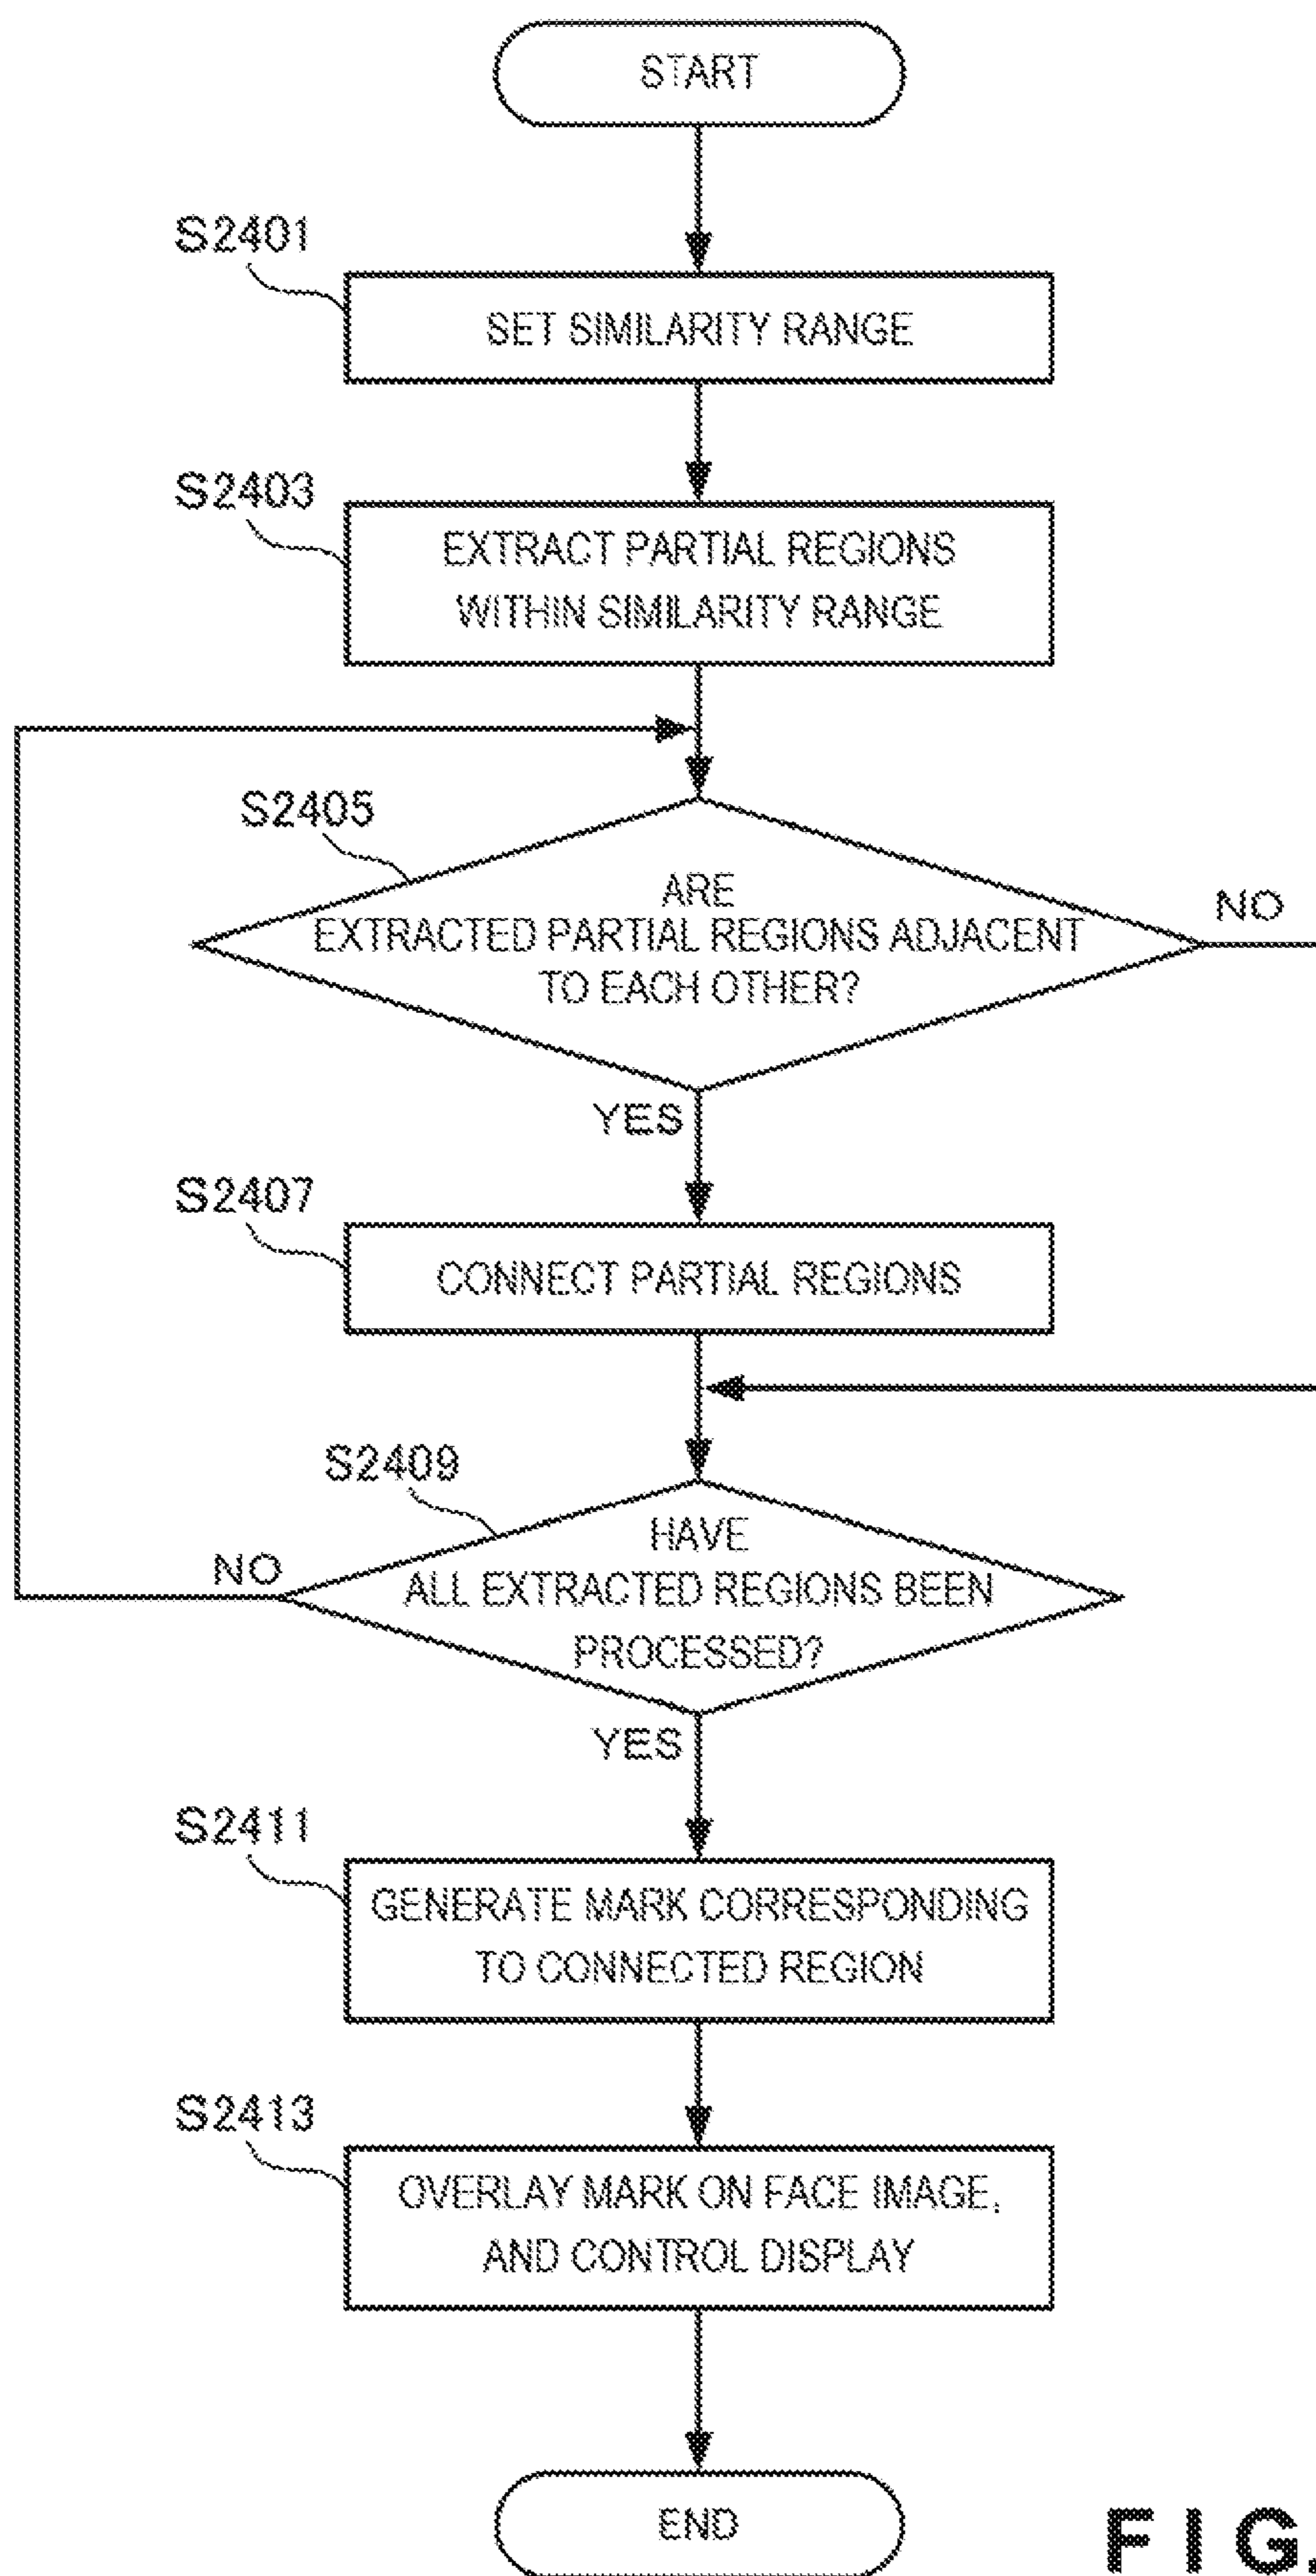 START
S2401
SET SIMILARITY RANGE
S2403
EXTRACT PARTIAL REGIONS
WITHIN SIMILARITY RANGE
S2405
ARE
EXTRACTED PARTIAL REGIONS ADJACENT
TO EACH OTHER?
NO
YES
S2407
CONNECT PARTIAL REGIONS
S2409
HAVE
ALL EXTRACTED REGIONS BEEN
PROCESSED?
NO
YES
S2411
GENERATE MARK CORRESPONDING
TO CONNECTED REGION
S2413
OVERLAY MARK ON FACE IMAGE,
AND CONTROL DISPLAY
END
FIG.